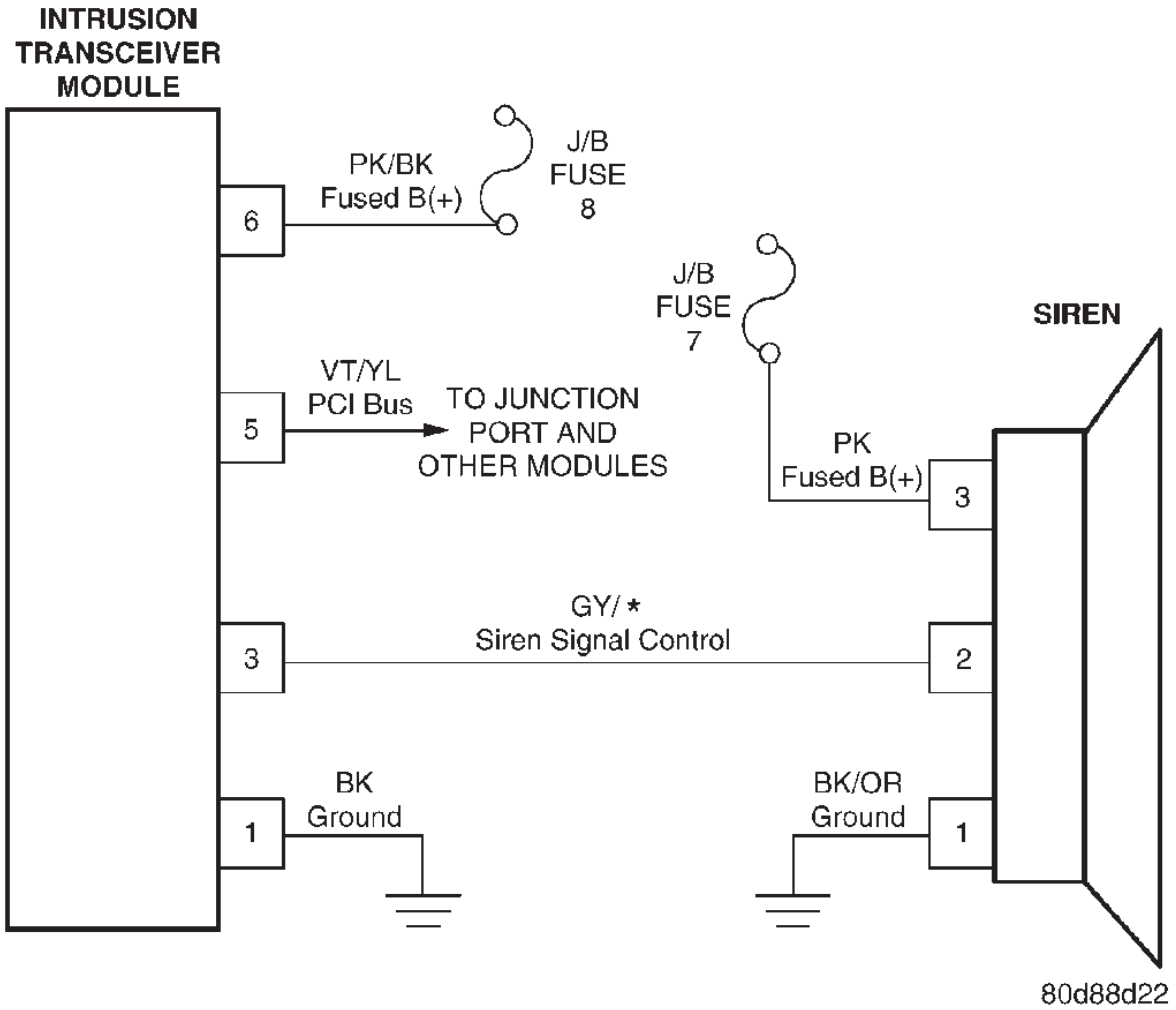 INTRUSION
TRANSCEIVER
MODULE
6
PK/BK
Fused B(+)
J/B
FUSE
8
J/B
FUSE
7
SIREN
5
VT/YL
PCI Bus
TO JUNCTION
PORT AND
OTHER MODULES
PK
Fused B(+)
3
3
GY/ *
Siren Signal Control
2
1
BK
Ground
BK/OR
Ground
1
80d88d22